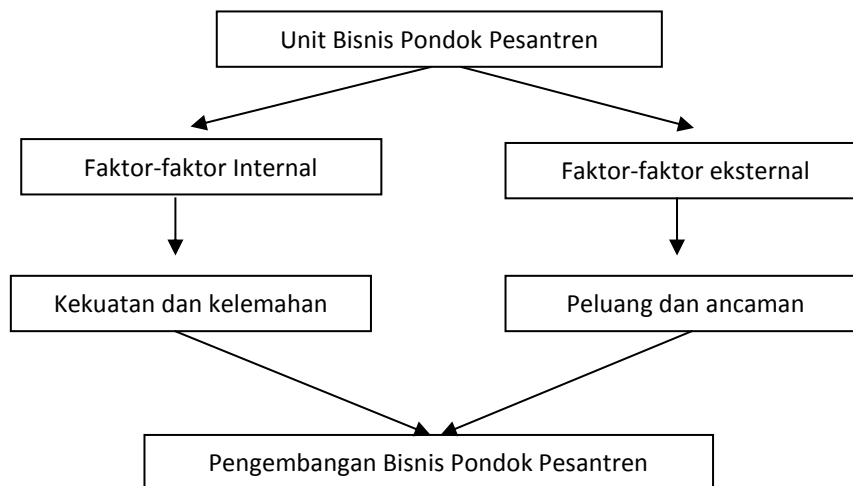 Unit Bisnis Pondok Pesantren
Faktor-faktor Internal
Faktor-faktor eksternal
Kekuatan dan kelemahan
Peluang dan ancaman
Pengembangan Bisnis Pondok Pesantren